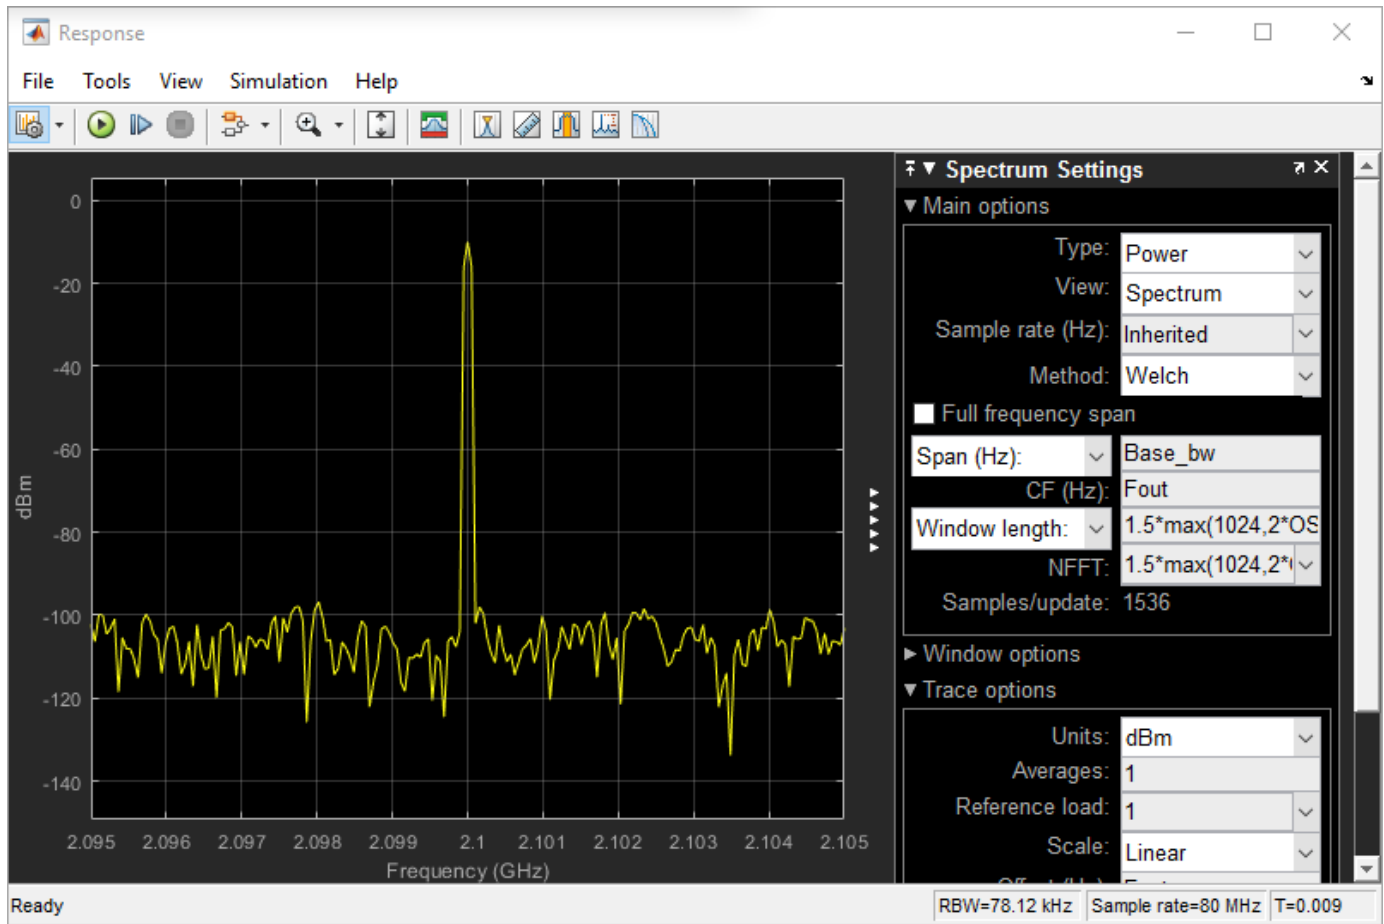 Response
File Tools View Simulation Help
Spectrum Settings
Main options
Type: Power
View: Spectrum
Sample rate (Hz): Inherited
Method: Welch
Full frequency span
Span (Hz): Base_bw
CF (Hz): Fout
Window length: 1.5*max(1024,2*OS
NFFT: 1.5*max(1024,2*
Samples/update: 1536
Window options
Trace options
Units: dBm
Averages: 1
Reference load: 1
Scale: Linear
0
-20
-40
-60
-80
-100
-120
-140
dBm
2.095 2.096 2.097 2.098 2.099 2.1 2.101 2.102 2.103 2.104 2.105
Frequency (GHz)
Ready
RBW=78.12 kHz Sample rate=80 MHz T=0.009